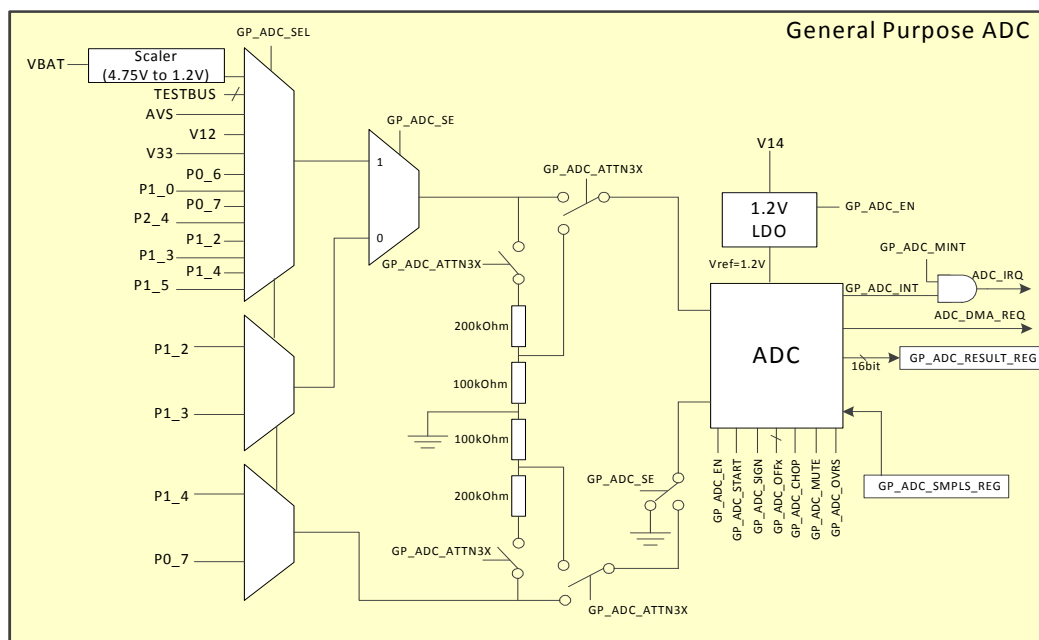 General Purpose ADC
GP_ADC_SEL
VBAT
Scaler
(4.75V to 1.2V)
TESTBUS
AVS
V12
V33
P0_6
P1_0
P0_7
P2_4
P1_2
P1_3
P1_4
P1_5
GP_ADC_SE
1
0
GP_ADC_ATTN3X
GP_ADC_ATTN3X
V14
1.2V
LDO
GP_ADC_EN
Vref=1.2V
GP_ADC_MINT
GP_ADC_INT
ADC_IRQ
ADC_DMA_REQ
ADC
16bit
GP_ADC_RESULT_REG
200kOhm
100kOhm
100kOhm
200kOhm
P1_2
P1_3
P1_4
P0_7
GP_ADC_SE
GP_ADC_EN
GP_ADC_START
GP_ADC_SIGN
GP_ADC_OFFx
GP_ADC_CHOP
GP_ADC_MUTE
GP_ADC_OVRS
GP_ADC_SMPLS_REG
GP_ADC_ATTN3X
GP_ADC_ATTN3X